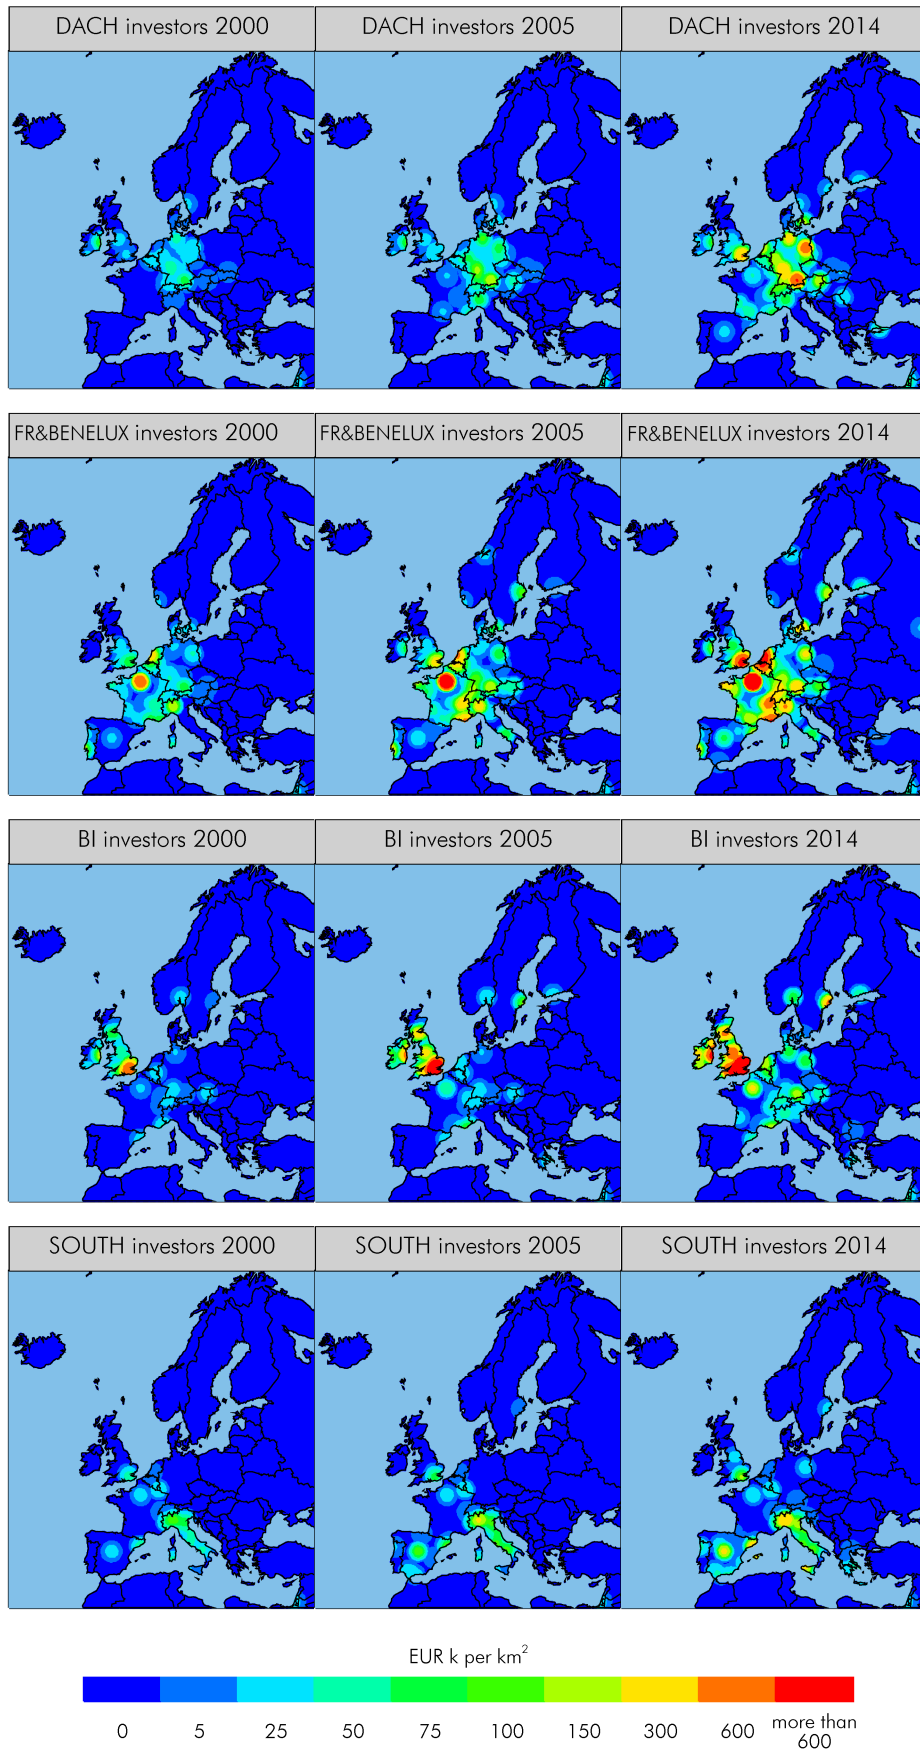 DACH investors 2000
DACH investors 2005
DACH investors 2014
FR&BENELUX investors 2000
FR&BENELUX investors 2005
FR&BENELUX investors 2014
BI investors 2000
BI investors 2005
BI investors 2014
SOUTH investors 2000
SOUTH investors 2005
SOUTH investors 2014
EUR k per km²
0 5 25 50 75 100 150 300 600 more than
600